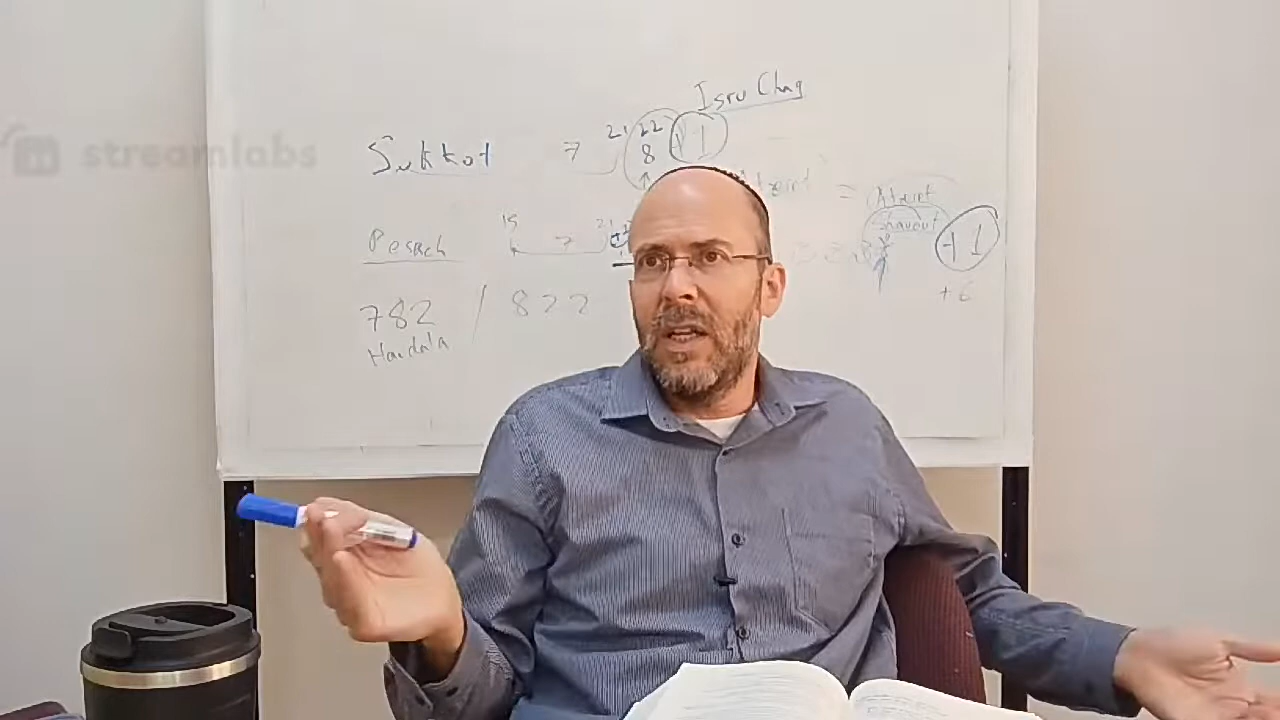 streamlabs
Isru Chag
21 22
Sukkot 7 8 +1
Atzeret = Atzeret
Shavuot +1
15 7 21
Pesach
+6
782 / 822
Havdala